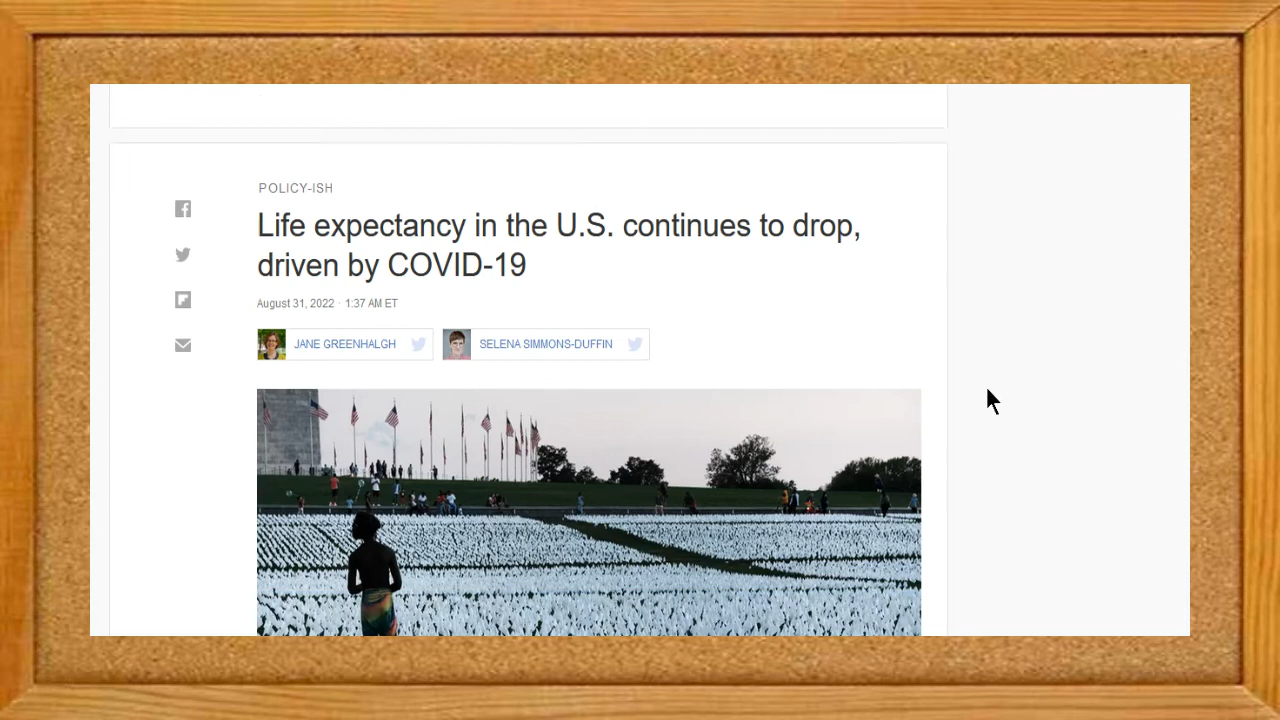 POLICY-ISH
Life expectancy in the U.S. continues to drop,
driven by COVID-19
August 31, 2022 · 1:37 AM ET
JANE GREENHALGH
SELENA SIMMONS-DUFFIN